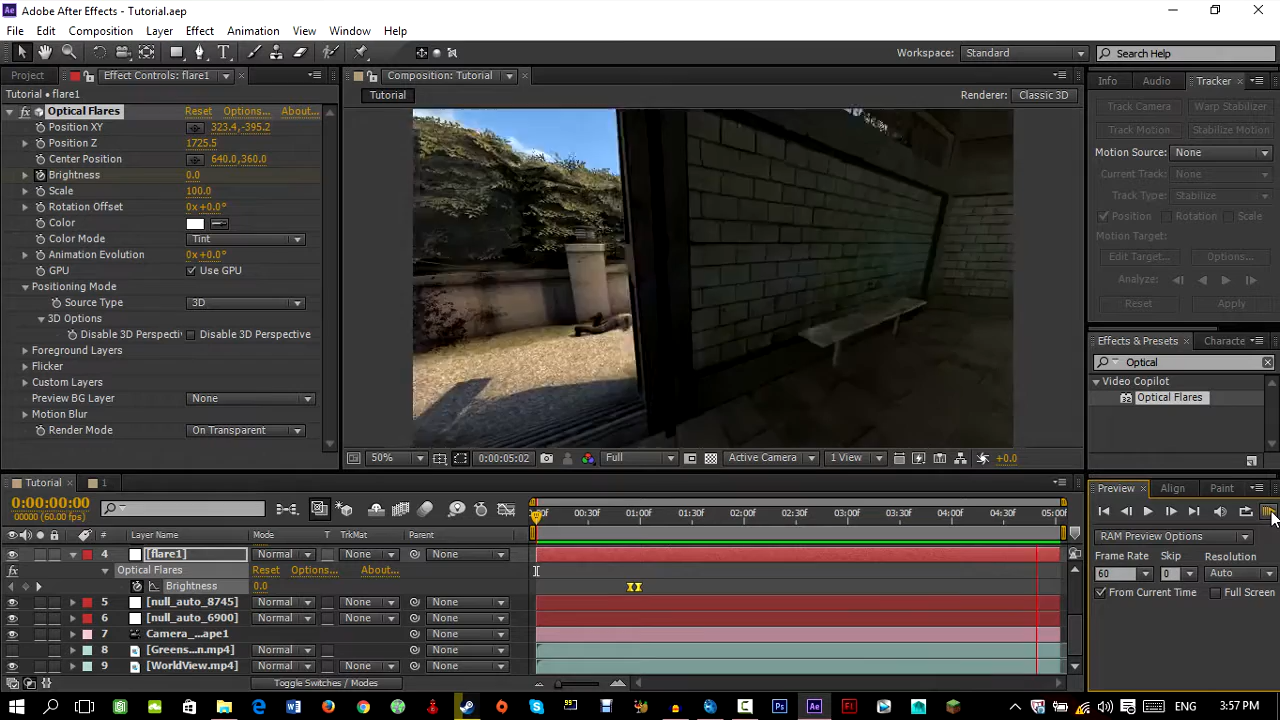 Adobe After Effects - Tutorial.aep
File Edit Composition Layer Effect Animation View Window Help
Workspace: Standard Search Help
Project Effect Controls: flare1 Composition: Tutorial Info Audio Tracker
Tutorial • flare1 Tutorial Renderer: Classic 3D
fx Optical Flares Reset Options... About...
Position XY 323.4,-395.2
Position Z 1725.5
Center Position 640.0,360.0
Brightness 0.0
Scale 100.0
Rotation Offset 0x+0.0°
Color
Color Mode Tint
Animation Evolution 0x+0.0°
GPU Use GPU
Positioning Mode
Source Type 3D
3D Options
Disable 3D Perspecti Disable 3D Perspective
Foreground Layers
Flicker
Custom Layers
Preview BG Layer None
Motion Blur
Render Mode On Transparent
Track Camera Warp Stabilizer
Track Motion Stabilize Motion
Motion Source: None
Current Track: None
Track Type: Stabilize
Position Rotation Scale
Motion Target:
Edit Target... Options...
Analyze:
Reset Apply
Effects & Presets Characte
Optical
Video Copilot
Optical Flares
50% 0:00:05:02 Full Active Camera 1 View +0.0
Tutorial 1
0:00:00:00
00000 (60.00 fps)
00:30f 01:00f 01:30f 02:00f 02:30f 03:00f 03:30f 04:00f 04:30f 05:00f
# Source Name Mode T TrkMat Parent
4 [flare1] Normal None None
fx Optical Flares Reset Options... About...
Brightness 0.0
5 [null_auto_8745] Normal None None
6 [null_auto_6900] Normal None None
7 Camera_...ape1 Normal None None
8 [Greens...n.mp4] Normal None None
9 [WorldView.mp4] Normal None None
Toggle Switches / Modes
Preview Align Paint
RAM Preview Options
Frame Rate Skip Resolution
60 0 Auto
From Current Time Full Screen
ENG 3:57 PM